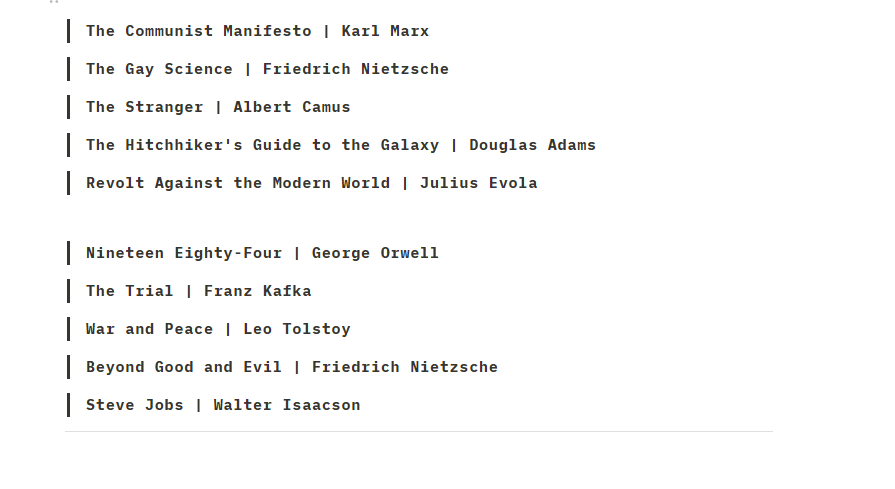 The Communist Manifesto | Karl Marx
The Gay Science | Friedrich Nietzsche
The Stranger | Albert Camus
The Hitchhiker's Guide to the Galaxy | Douglas Adams
Revolt Against the Modern World | Julius Evola
Nineteen Eighty-Four | George Orwell
The Trial | Franz Kafka
War and Peace | Leo Tolstoy
Beyond Good and Evil | Friedrich Nietzsche
Steve Jobs | Walter Isaacson